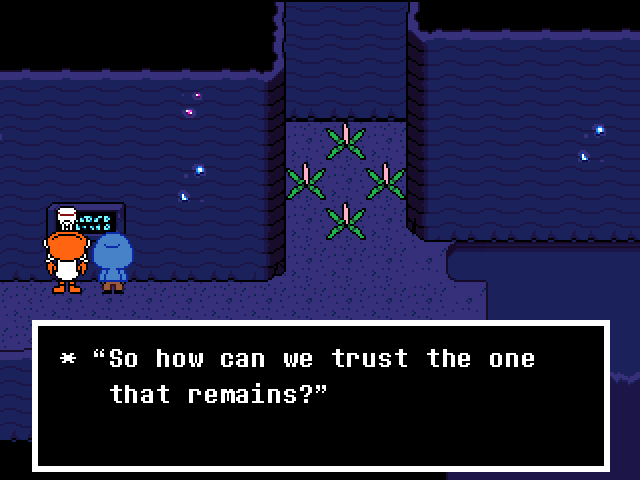 * “So how can we trust the one
that remains?”